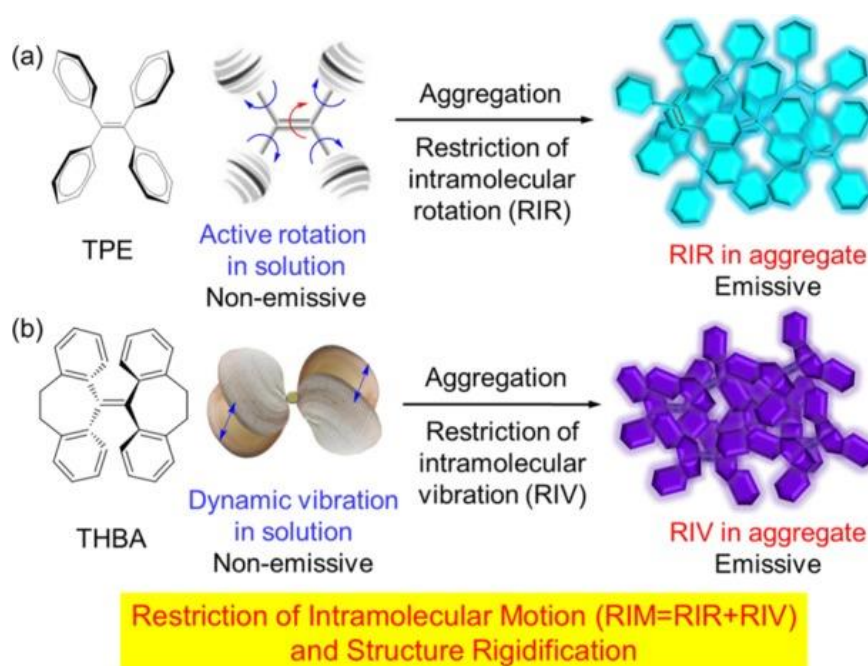 (a)
TPE
Active rotation
in solution
Non-emissive
Aggregation
Restriction of
intramolecular
rotation (RIR)
RIR in aggregate
Emissive
(b)
THBA
Dynamic vibration
in solution
Non-emissive
Aggregation
Restriction of
intramolecular
vibration (RIV)
RIV in aggregate
Emissive
Restriction of Intramolecular Motion (RIM=RIR+RIV)
and Structure Rigidification